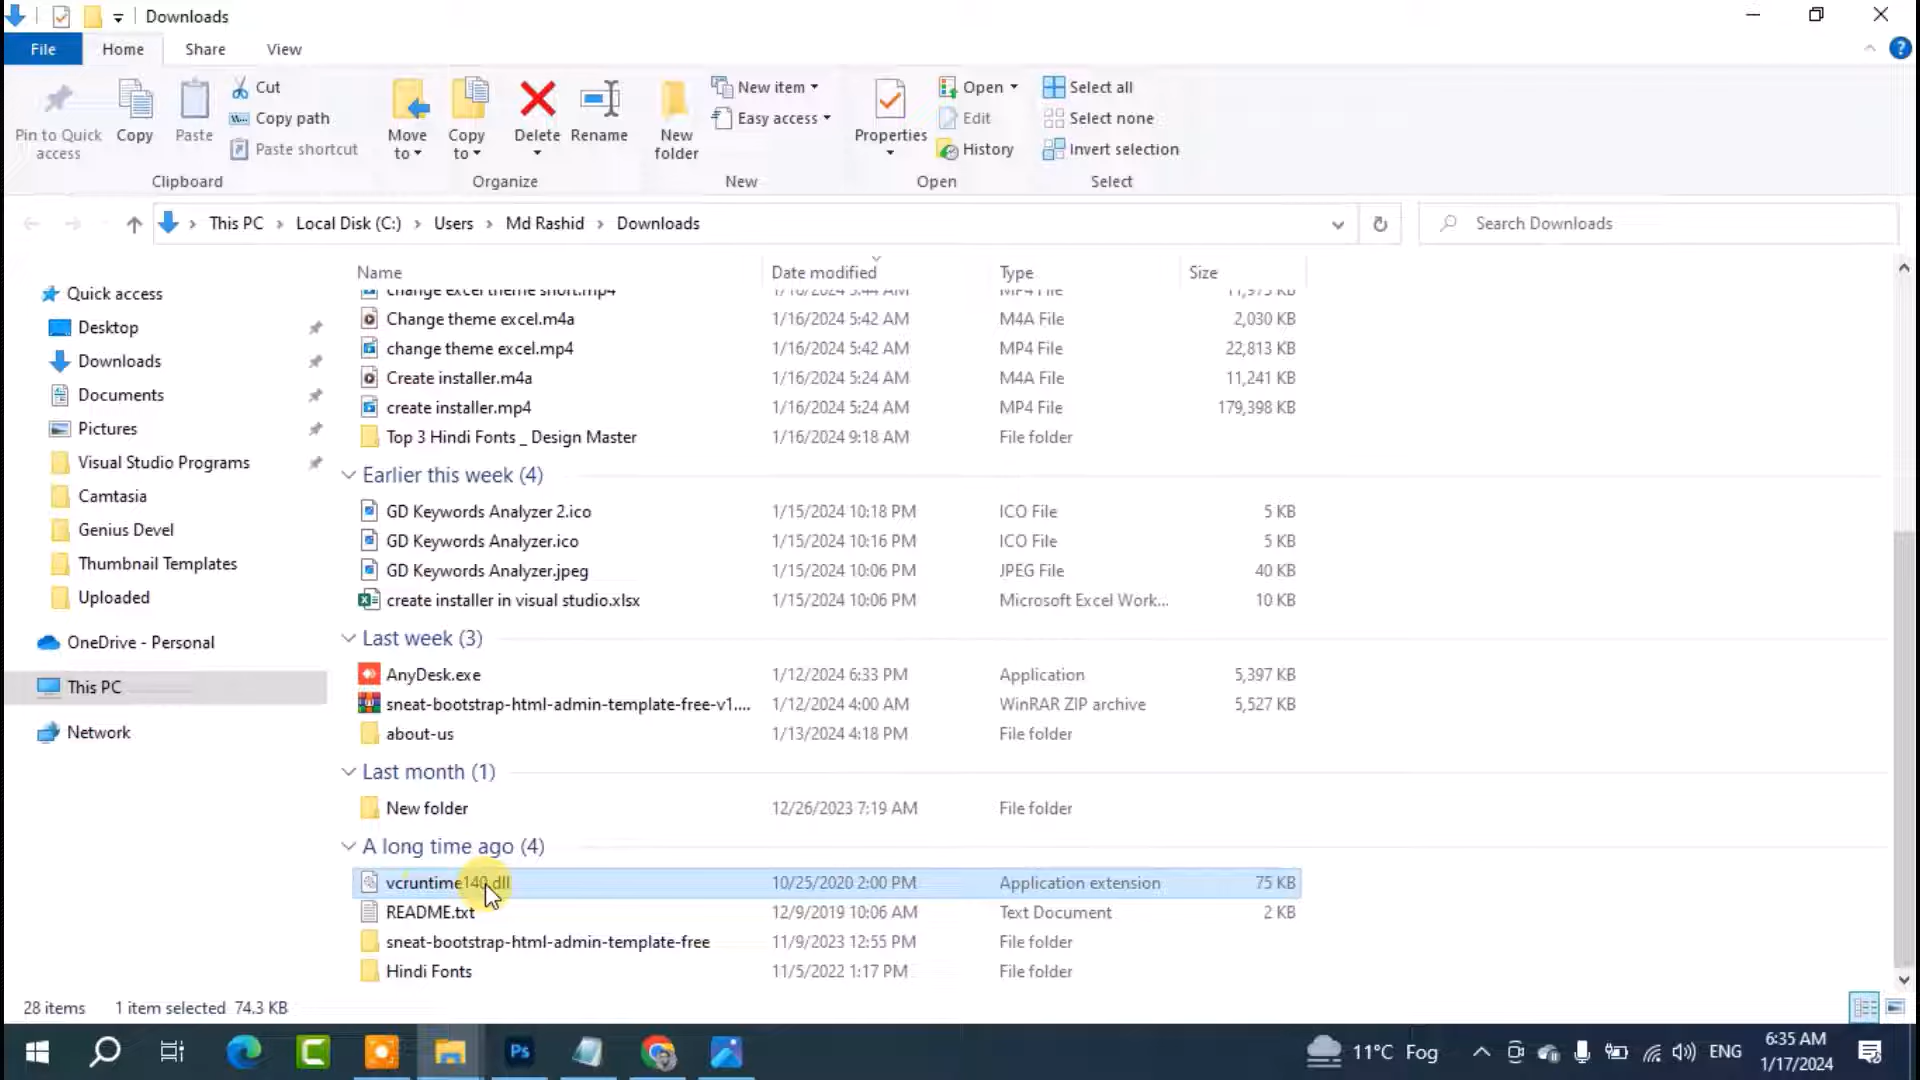 Downloads
File Home Share View
Pin to Quick access
Copy
Paste
Cut
Copy path
Paste shortcut
Clipboard
Move to
Copy to
Delete
Rename
Organize
New folder
New item
Easy access
New
Properties
Open
Edit
History
Open
Select all
Select none
Invert selection
Select
This PC > Local Disk (C:) > Users > Md Rashid > Downloads
Search Downloads
Quick access
Desktop
Downloads
Documents
Pictures
Visual Studio Programs
Camtasia
Genius Devel
Thumbnail Templates
Uploaded
OneDrive - Personal
This PC
Network
Name Date modified Type Size
change excel theme short.mp4 1/16/2024 5:44 AM MP4 File 11,975 KB
Change theme excel.m4a 1/16/2024 5:42 AM M4A File 2,030 KB
change theme excel.mp4 1/16/2024 5:42 AM MP4 File 22,813 KB
Create installer.m4a 1/16/2024 5:24 AM M4A File 11,241 KB
create installer.mp4 1/16/2024 5:24 AM MP4 File 179,398 KB
Top 3 Hindi Fonts _ Design Master 1/16/2024 9:18 AM File folder
Earlier this week (4)
GD Keywords Analyzer 2.ico 1/15/2024 10:18 PM ICO File 5 KB
GD Keywords Analyzer.ico 1/15/2024 10:16 PM ICO File 5 KB
GD Keywords Analyzer.jpeg 1/15/2024 10:06 PM JPEG File 40 KB
create installer in visual studio.xlsx 1/15/2024 10:06 PM Microsoft Excel Work... 10 KB
Last week (3)
AnyDesk.exe 1/12/2024 6:33 PM Application 5,397 KB
sneat-bootstrap-html-admin-template-free-v1.... 1/12/2024 4:00 AM WinRAR ZIP archive 5,527 KB
about-us 1/13/2024 4:18 PM File folder
Last month (1)
New folder 12/26/2023 7:19 AM File folder
A long time ago (4)
vcruntime140.dll 10/25/2020 2:00 PM Application extension 75 KB
README.txt 12/9/2019 10:06 AM Text Document 2 KB
sneat-bootstrap-html-admin-template-free 11/9/2023 12:55 PM File folder
Hindi Fonts 11/5/2022 1:17 PM File folder
28 items 1 item selected 74.3 KB
Ps
11°C Fog
ENG
6:35 AM
1/17/2024